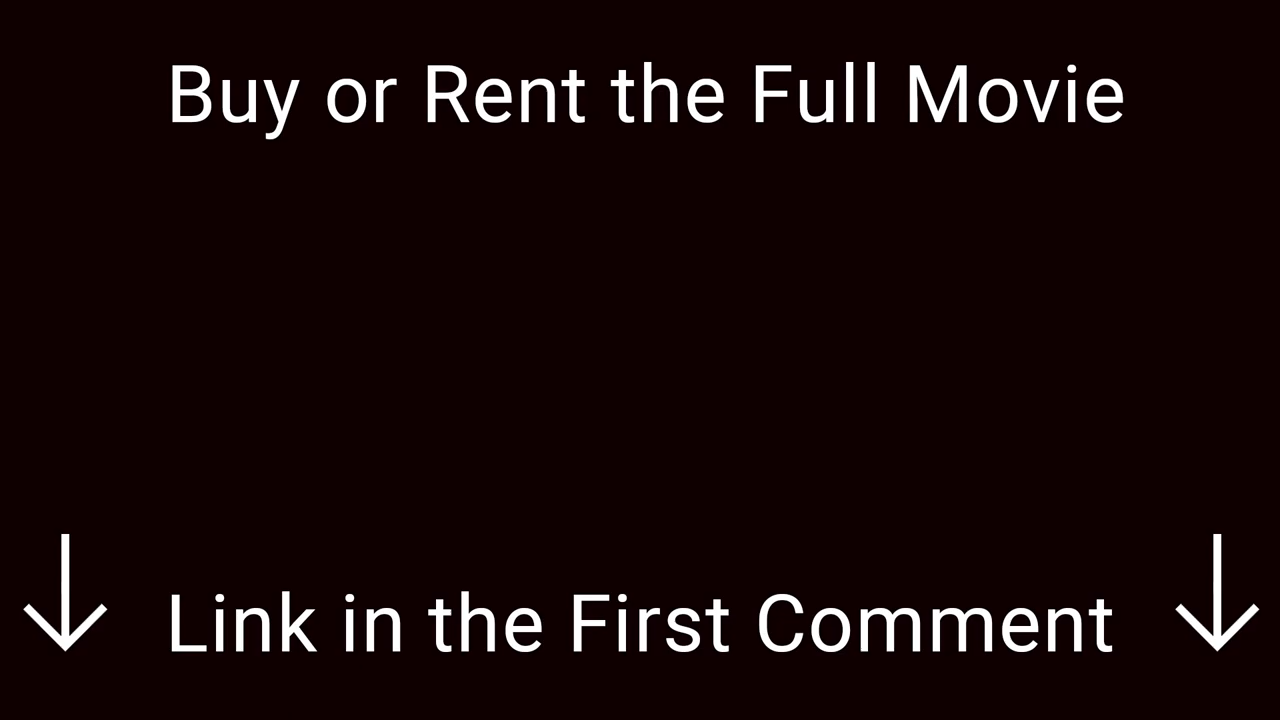 Buy or Rent the Full Movie
Link in the First Comment